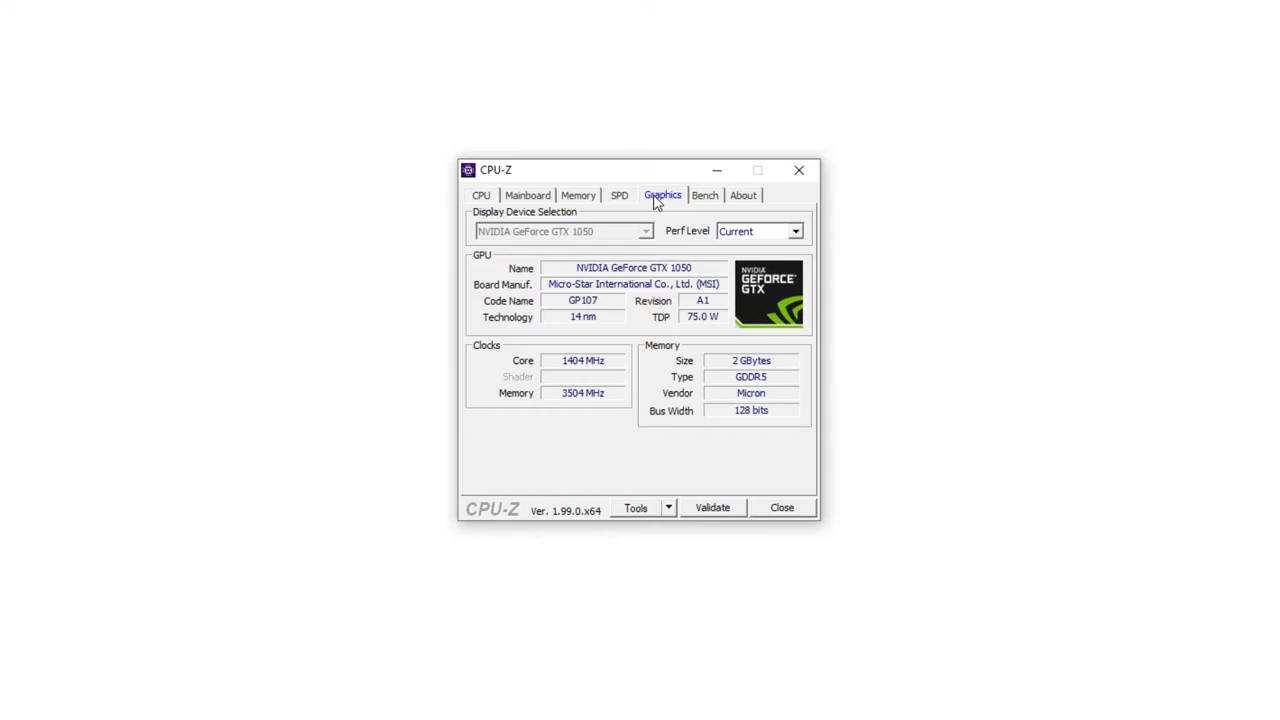 CPU-Z
CPU Mainboard Memory SPD Graphics Bench About
Display Device Selection
NVIDIA GeForce GTX 1050 Perf Level Current
GPU
Name NVIDIA GeForce GTX 1050
Board Manuf. Micro-Star International Co., Ltd. (MSI)
Code Name GP107 Revision A1
Technology 14 nm TDP 75.0 W
NVIDIA
GEFORCE
GTX
Clocks
Core 1404 MHz
Shader
Memory 3504 MHz
Memory
Size 2 GBytes
Type GDDR5
Vendor Micron
Bus Width 128 bits
CPU-Z Ver. 1.99.0.x64 Tools Validate Close